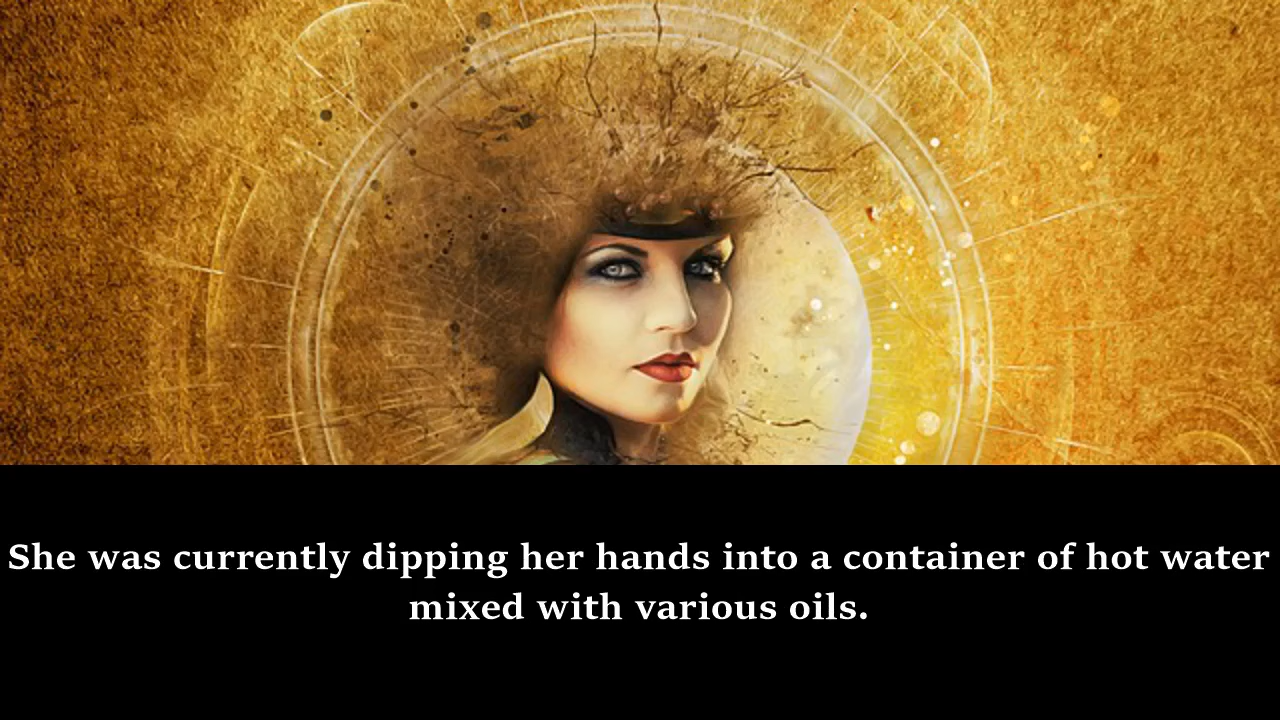 She was currently dipping her hands into a container of hot water
mixed with various oils.